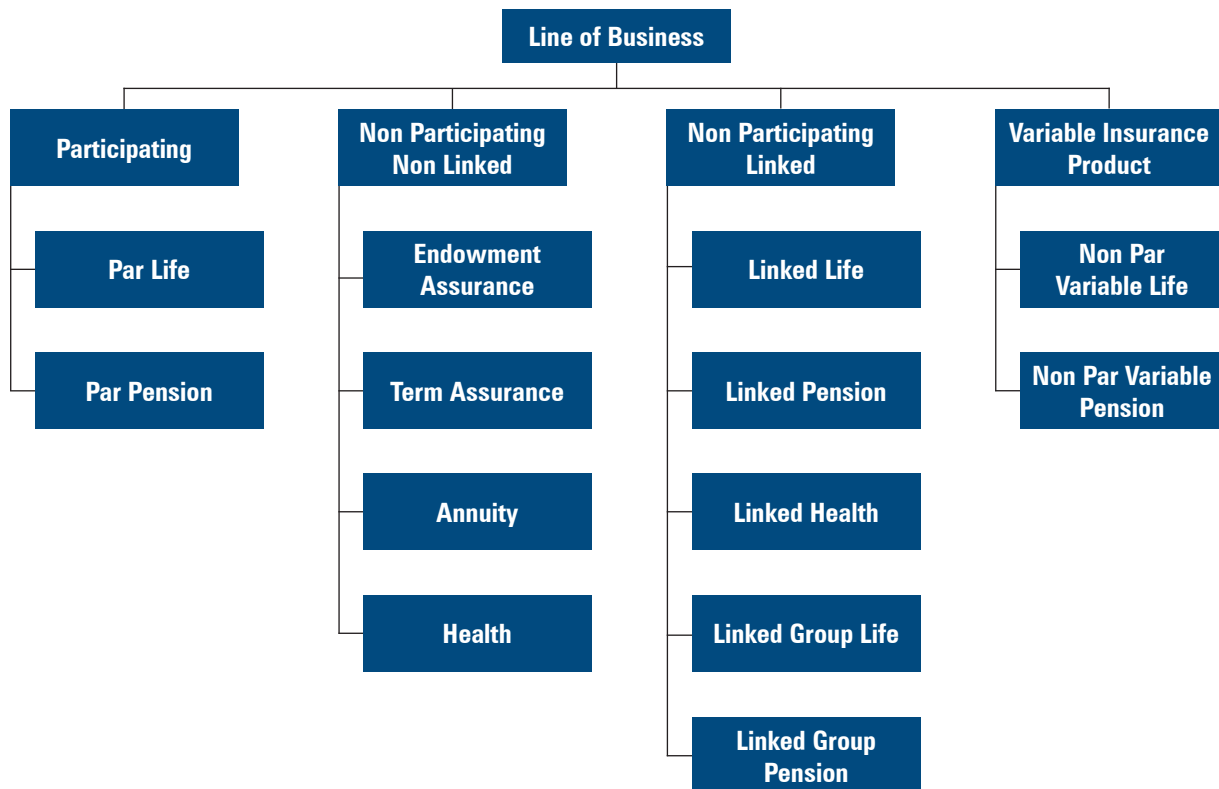 Line of Business
Participating
Par Life
Par Pension
Non Participating
Non Linked
Endowment
Assurance
Term Assurance
Annuity
Health
Non Participating
Linked
Linked Life
Linked Pension
Linked Health
Linked Group Life
Linked Group
Pension
Variable Insurance
Product
Non Par
Variable Life
Non Par Variable
Pension